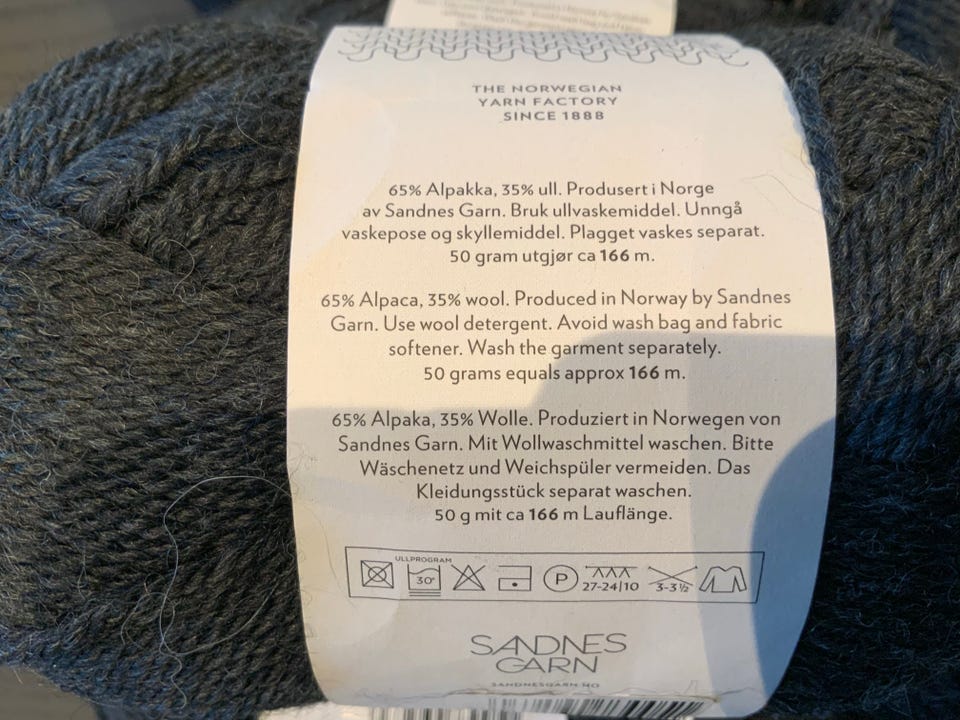 THE NORWEGIAN
YARN FACTORY
SINCE 1888
65% Alpakka, 35% ull. Produsert i Norge
av Sandnes Garn. Bruk ullvaskemiddel. Unngå
vaskepose og skyllemiddel. Plagget vaskes separat.
50 gram utgjør ca 166 m.
65% Alpaca, 35% wool. Produced in Norway by Sandnes
Garn. Use wool detergent. Avoid wash bag and fabric
softener. Wash the garment separately.
50 grams equals approx 166 m.
65% Alpaka, 35% Wolle. Produziert in Norwegen von
Sandnes Garn. Mit Wollwaschmittel waschen. Bitte
Wäschenetz und Weichspüler vermeiden. Das
Kleidungsstück separat waschen.
50 g mit ca 166 m Lauflänge.
ULLPROGRAM
30° P 27-24|10 3-3½
SANDNES
GARN
SANDNESGARN.NO